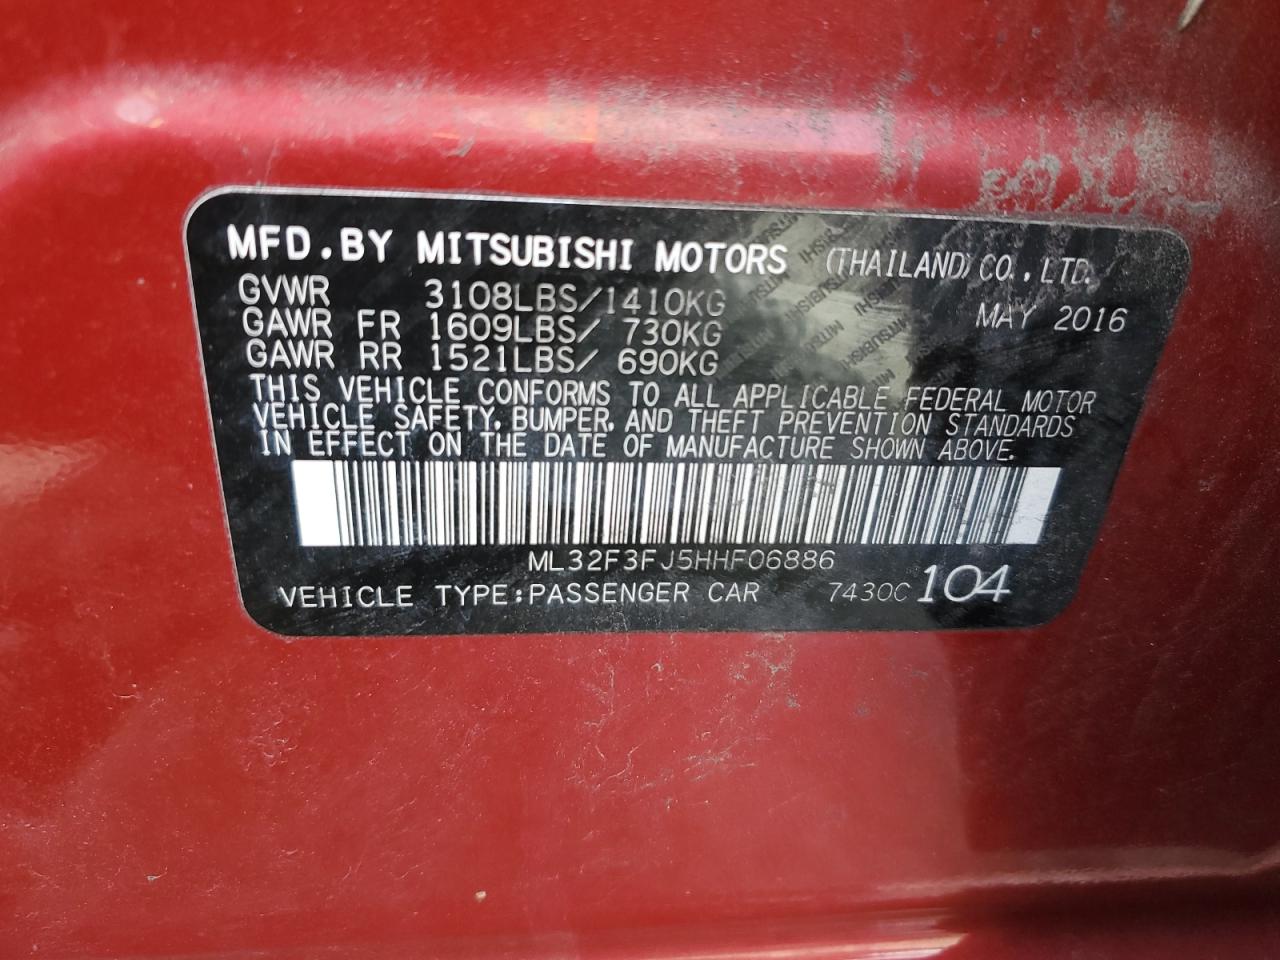 MFD.BY MITSUBISHI MOTORS (THAILAND) CO., LTD.
GVWR 3108LBS/1410KG MAY 2016
GAWR FR 1609LBS/ 730KG
GAWR RR 1521LBS/ 690KG
THIS VEHICLE CONFORMS TO ALL APPLICABLE FEDERAL MOTOR
VEHICLE SAFETY, BUMPER, AND THEFT PREVENTION STANDARDS
IN EFFECT ON THE DATE OF MANUFACTURE SHOWN ABOVE.
ML32F3FJ5HHF06886
VEHICLE TYPE:PASSENGER CAR 7430C 104